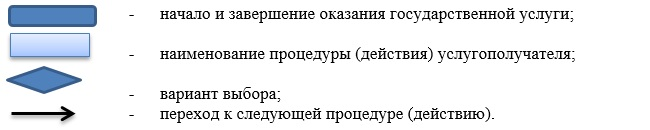 - начало и завершение оказания государственной услуги;
- наименование процедуры (действия) услугополучателя;
- вариант выбора;
- переход к следующей процедуре (действию).